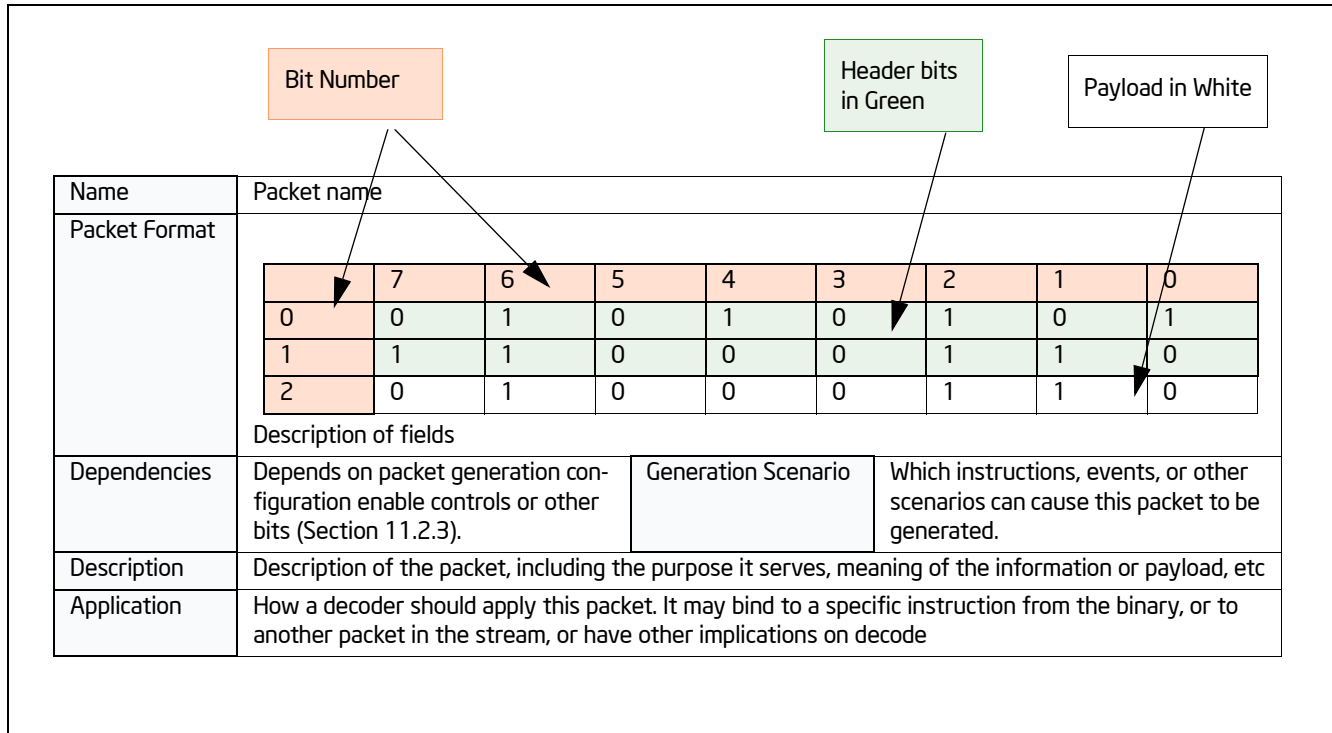 Bit Number
Header bits
in Green
Payload in White
Name
Packet name
Packet Format
7 6 5 4 3 2 1 0
0 0 1 0 1 0 1 0 1
1 1 1 0 0 0 1 1 0
2 0 1 0 0 0 1 1 0
Description of fields
Dependencies
Depends on packet generation con-
figuration enable controls or other
bits (Section 11.2.3).
Generation Scenario
Which instructions, events, or other
scenarios can cause this packet to be
generated.
Description
Description of the packet, including the purpose it serves, meaning of the information or payload, etc
Application
How a decoder should apply this packet. It may bind to a specific instruction from the binary, or to
another packet in the stream, or have other implications on decode